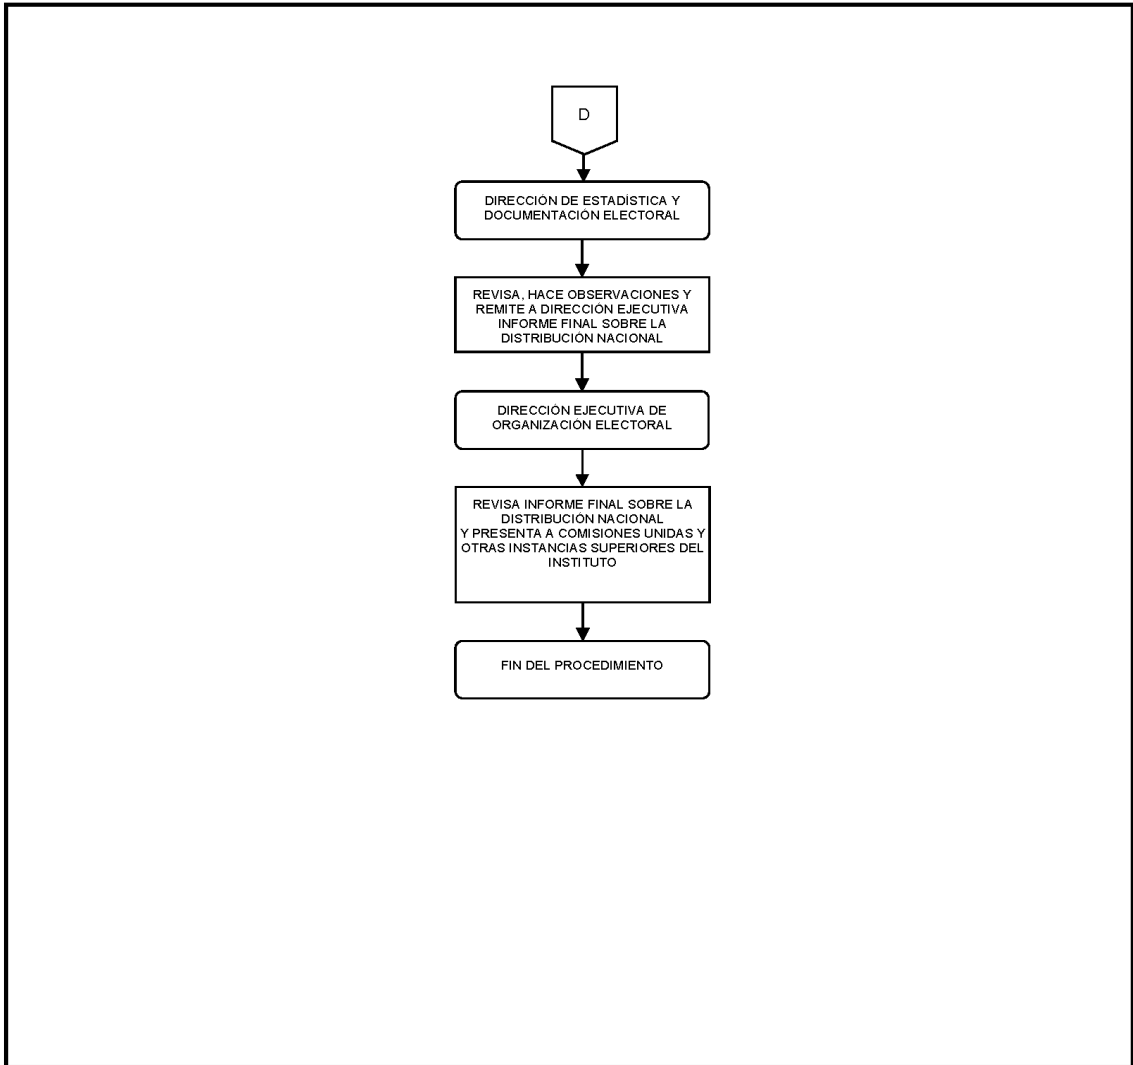 D
DIRECCIÓN DE ESTADÍSTICA Y
DOCUMENTACIÓN ELECTORAL
REVISA, HACE OBSERVACIONES Y
REMITE A DIRECCIÓN EJECUTIVA
INFORME FINAL SOBRE LA
DISTRIBUCIÓN NACIONAL
DIRECCIÓN EJECUTIVA DE
ORGANIZACIÓN ELECTORAL
REVISA INFORME FINAL SOBRE LA
DISTRIBUCIÓN NACIONAL
Y PRESENTA A COMISIONES UNIDAS Y
OTRAS INSTANCIAS SUPERIORES DEL
INSTITUTO
FIN DEL PROCEDIMIENTO